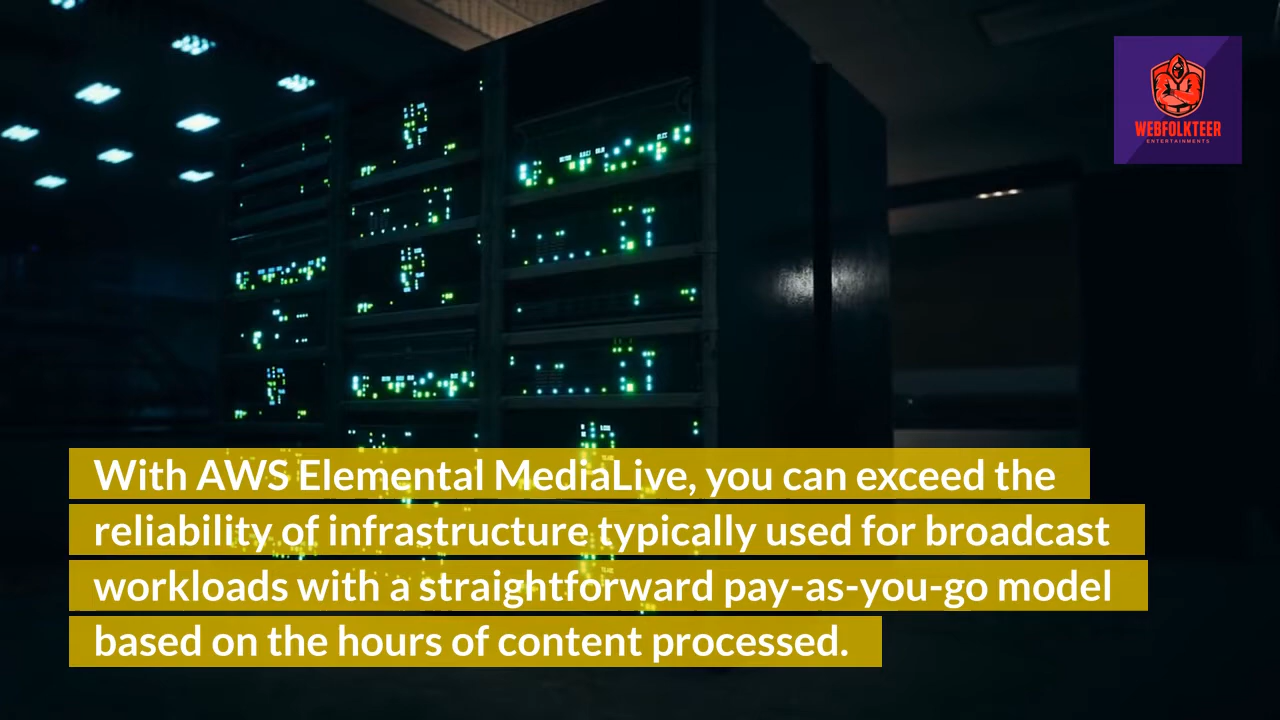 WEBFOLKTEER
ENTERTAINMENTS
With AWS Elemental MediaLive, you can exceed the
reliability of infrastructure typically used for broadcast
workloads with a straightforward pay-as-you-go model
based on the hours of content processed.